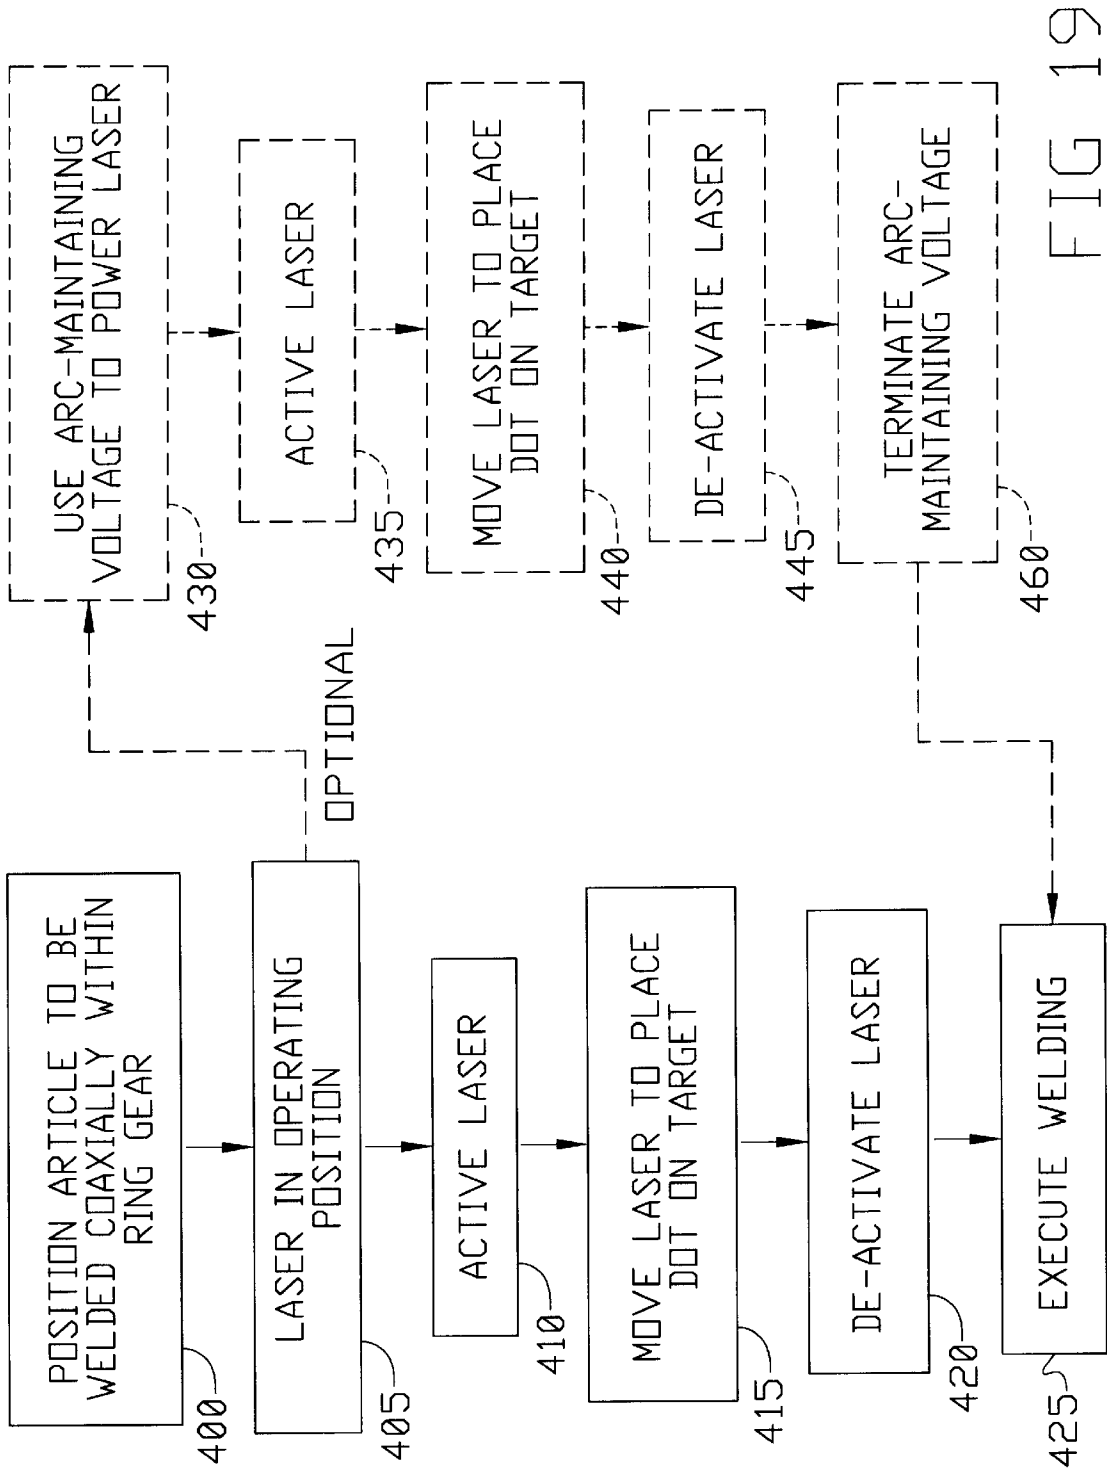 POSITION ARTICLE TO BE
WELDED COAXIALLY WITHIN
RING GEAR
400
LASER IN OPERATING
POSITION
405
OPTIONAL
ACTIVE LASER
410
MOVE LASER TO PLACE
DOT ON TARGET
415
DE-ACTIVATE LASER
420
EXECUTE WELDING
425
USE ARC-MAINTAINING
VOLTAGE TO POWER LASER
430
ACTIVE LASER
435
MOVE LASER TO PLACE
DOT ON TARGET
440
DE-ACTIVATE LASER
445
TERMINATE ARC-
MAINTAINING VOLTAGE
460
FIG 19